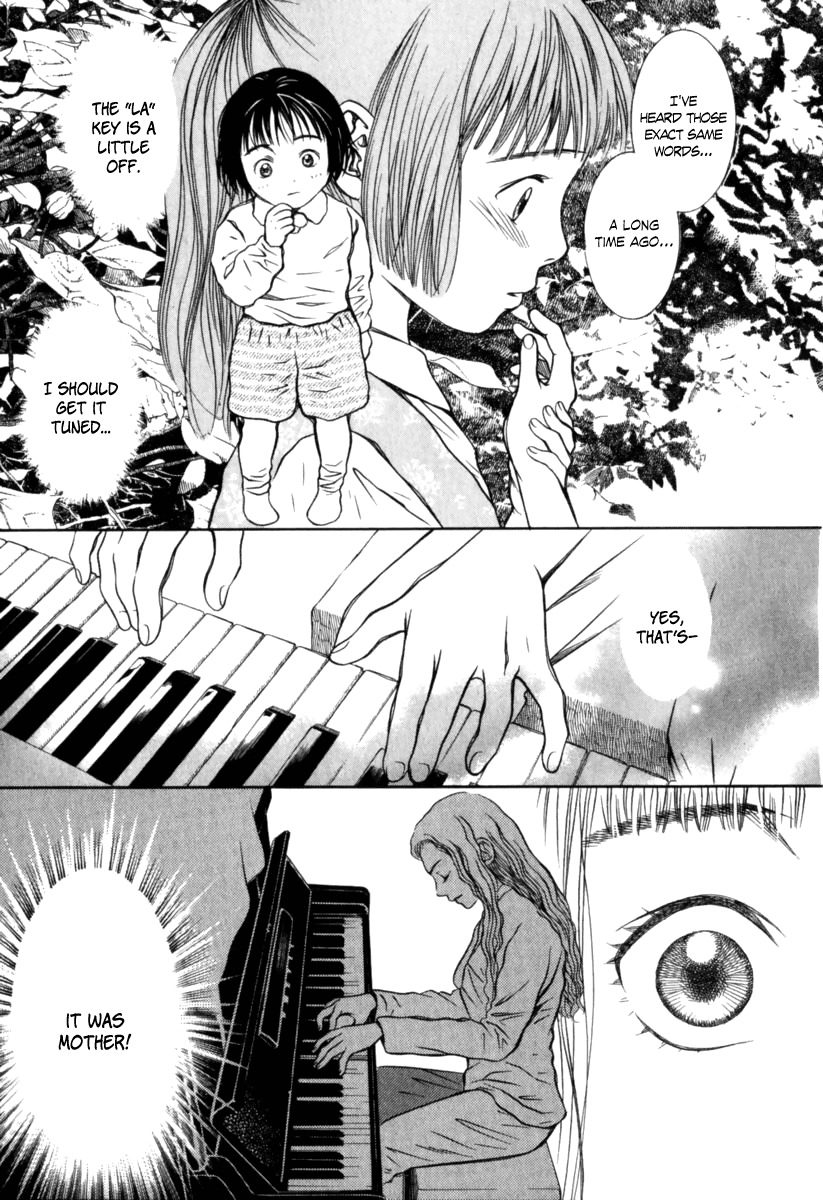 I'VE
HEARD THOSE
EXACT SAME
WORDS...
A LONG
TIME AGO...
THE "LA"
KEY IS A
LITTLE
OFF.
I SHOULD
GET IT
TUNED...
YES,
THAT'S-
IT WAS
MOTHER!